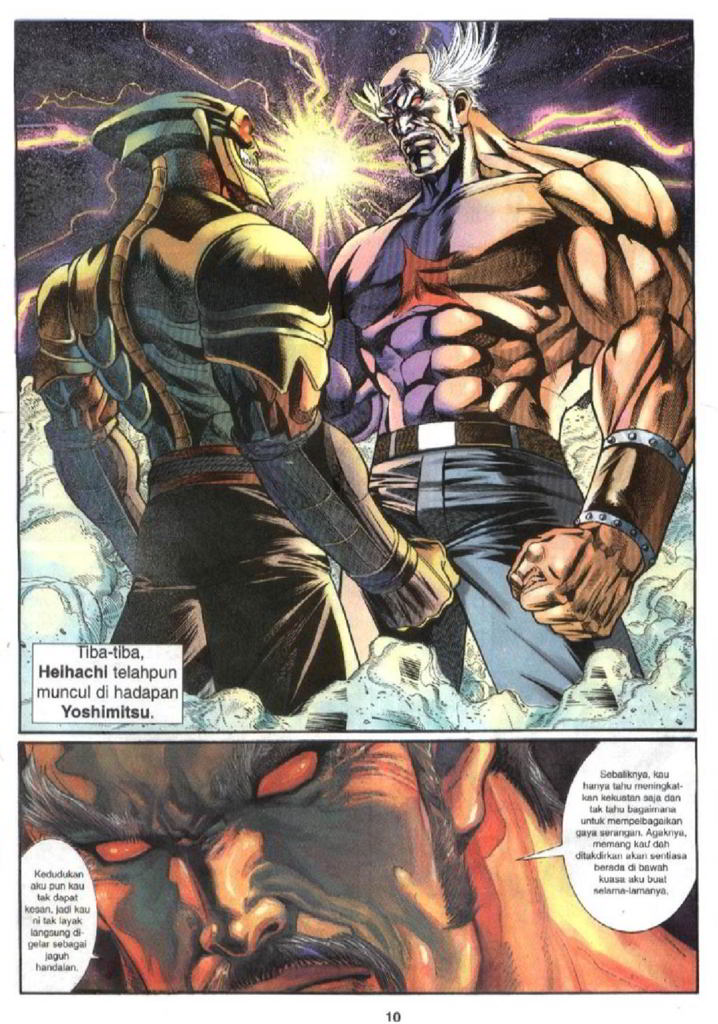 Tiba-tiba,
Heihachi telahpun
muncul di hadapan
Yoshimitsu.
Kedudukan
aku pun kau
tak dapat
kesan, jadi kau
ni tak layak
langsung di-
gelar sebagai
jaguh
handalan.
Sebaliknya, kau
hanya tahu meningkat-
kan kekuatan saja dan
tak tahu bagaimana
untuk mempelbagaikan
gaya serangan. Agaknya,
memang kau dah
ditakdirkan akan sentiasa
berada di bawah
kuasa aku buat
selama-lamanya.
10